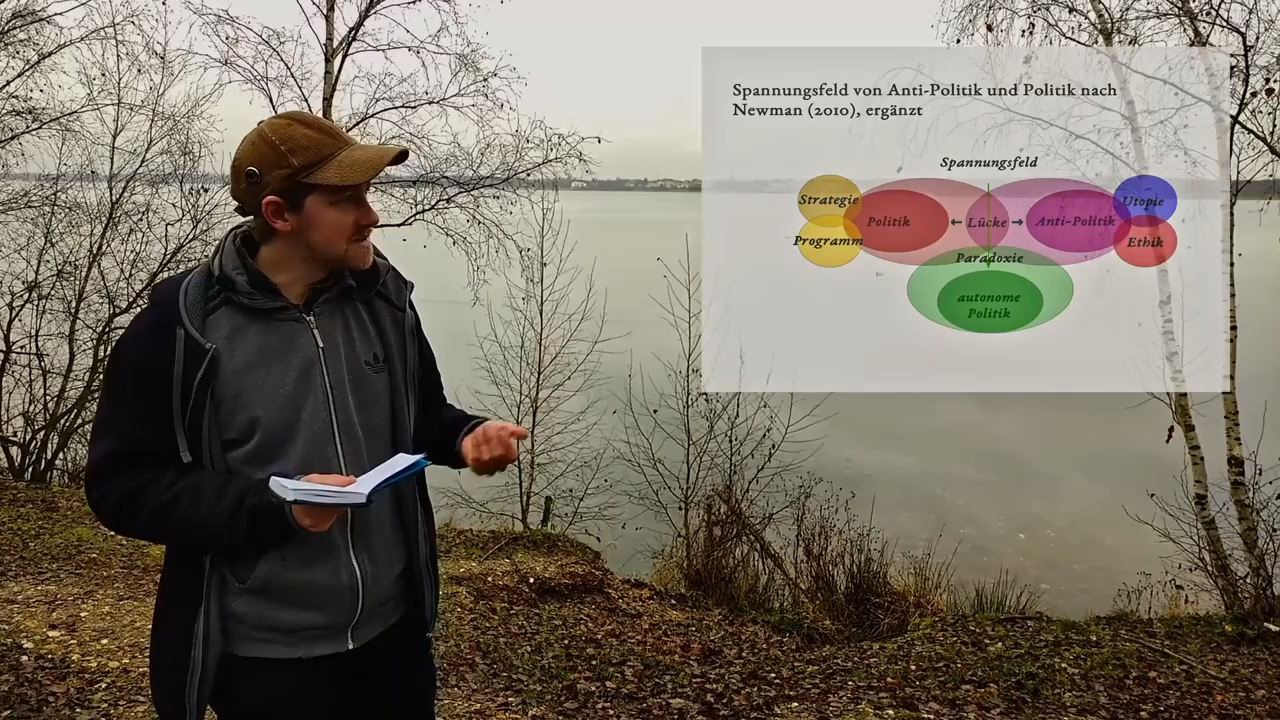 Spannungsfeld von Anti-Politik und Politik nach
Newman (2010), ergänzt
Spannungsfeld
Strategie
Programm
Politik
←Lücke→
Anti-Politik
Utopie
Ethik
Paradoxie
autonome
Politik